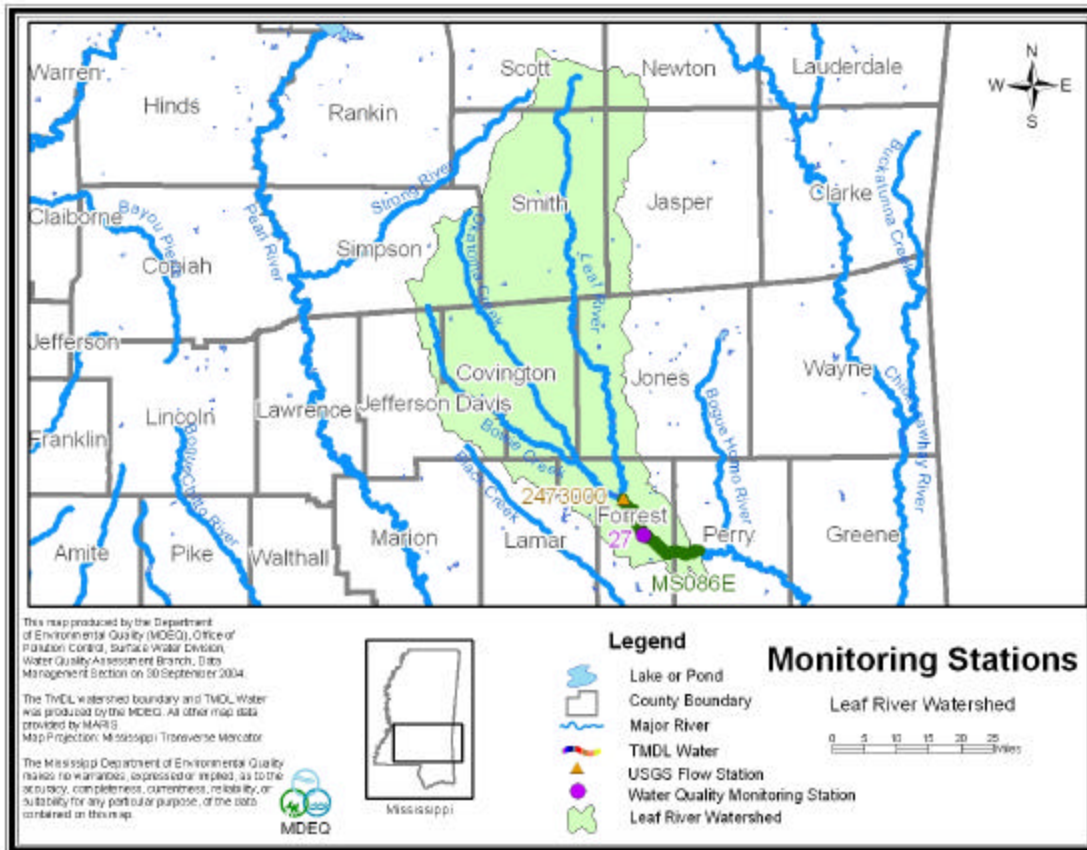 Warren
Hinds
Rankin
Scott
Newton
Lauderdale
N
W E
S
Strong River
Smith
Jasper
Clarke
Buckatunna Creek
Claiborne
Bayou Pierre
Copiah
Pearl River
Simpson
Okatoma Creek
Leaf River
Jefferson
Lincoln
Lawrence
Jefferson Davis
Covington
Jones
Wayne
Chickasawhay River
Franklin
Bogue Chitto River
Bowie Creek
Black Creek
Bogue Homo River
2473000
Forrest
27
Amite
Pike
Walthall
Marion
Lamar
Perry
Greene
MS086E
This map produced by the Department
of Environmental Quality (MDEQ), Office of
Pollution Control, Surface Water Division,
Water Quality Assessment Branch, Data
Management Section on 30 September 2004.
The TMDL watershed boundary and TMDL Water
was produced by the MDEQ. All other map data
provided by MARIS.
Map Projection: Mississippi Transverse Mercator
The Mississippi Department of Environmental Quality
makes no warranties, expressed or implied, as to the
accuracy, completeness, currentness, reliability, or
suitability for any particular purpose, of the data
contained on this map.
MDEQ
Mississippi
Legend
Lake or Pond
County Boundary
Major River
TMDL Water
USGS Flow Station
Water Quality Monitoring Station
Leaf River Watershed
Monitoring Stations
Leaf River Watershed
0 5 10 15 20 25
Miles